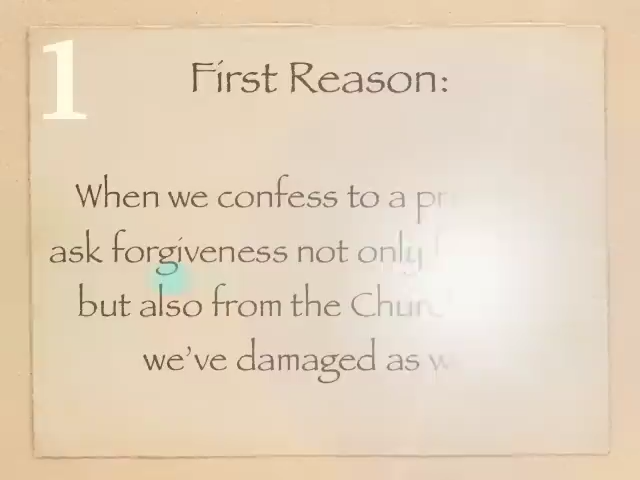 1
First Reason:
When we confess to a
ask forgiveness not only
but also from the
we've damaged as